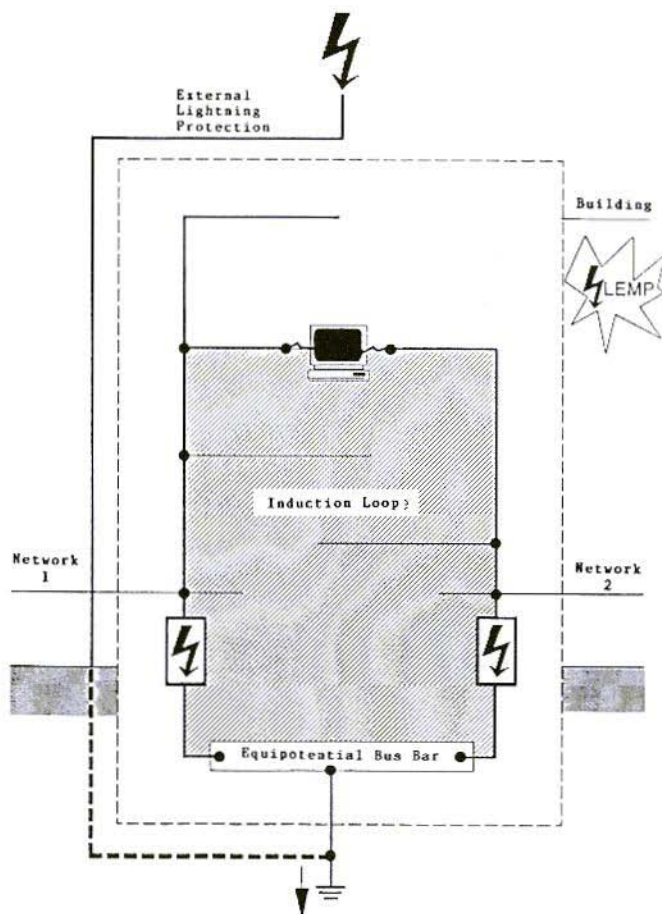 External
Lightning
Protection
Building
LEMP
Induction Loop
Network
1
Network
2
Equipotential Bus Bar